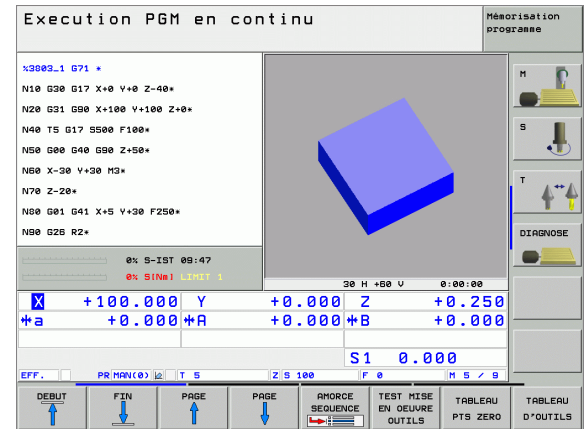 Execution PGM en continu
Mémorisation
programme
%3803_1 G71 *
N10 G30 G17 X+0 Y+0 Z-40*
N20 G31 G90 X+100 Y+100 Z+0*
N40 T5 G17 S500 F100*
N50 G00 G40 G90 Z+50*
N60 X-30 Y+30 M3*
N70 Z-20*
N80 G01 G41 X+5 Y+30 F250*
N90 G26 R2*
M
S
T
DIAGNOSE
0% S-IST 09:47
0% S[Nm] LIMIT 1
30 H +60 V 0:00:00
X +100.000 Y +0.000 Z +0.250
a +0.000 A +0.000 B +0.000
S1 0.000
EFF. PR MAN(0) T 5 Z S 100 F 0 M 5 / 9
DEBUT
FIN
PAGE
PAGE
AMORCE
SEQUENCE
TEST MISE
EN OEUVRE
OUTILS
TABLEAU
PTS ZERO
TABLEAU
D'OUTILS